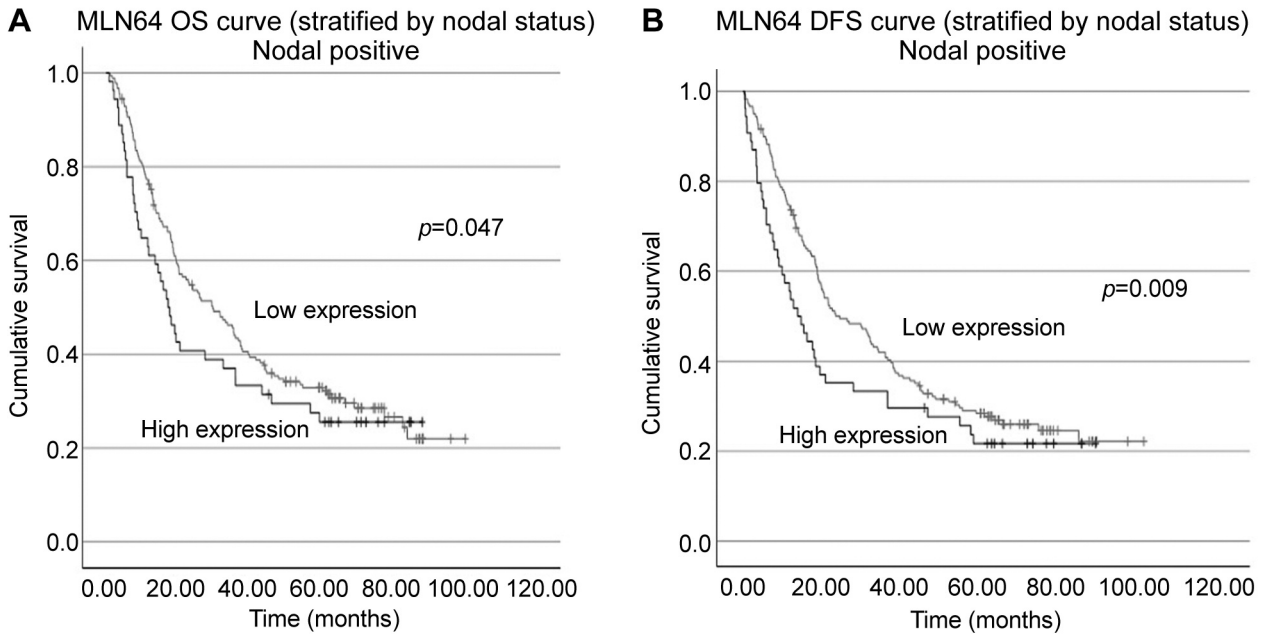 A
MLN64 OS curve (stratified by nodal status)
Nodal positive
1.0
0.8
0.6
0.4
0.2
0.0
Cumulative survival
p=0.047
Low expression
High expression
0.00 20.00 40.00 60.00 80.00 100.00 120.00
Time (months)
B
MLN64 DFS curve (stratified by nodal status)
Nodal positive
1.0
0.8
0.6
0.4
0.2
0.0
Cumulative survival
p=0.009
Low expression
High expression
0.00 20.00 40.00 60.00 80.00 100.00 120.00
Time (months)